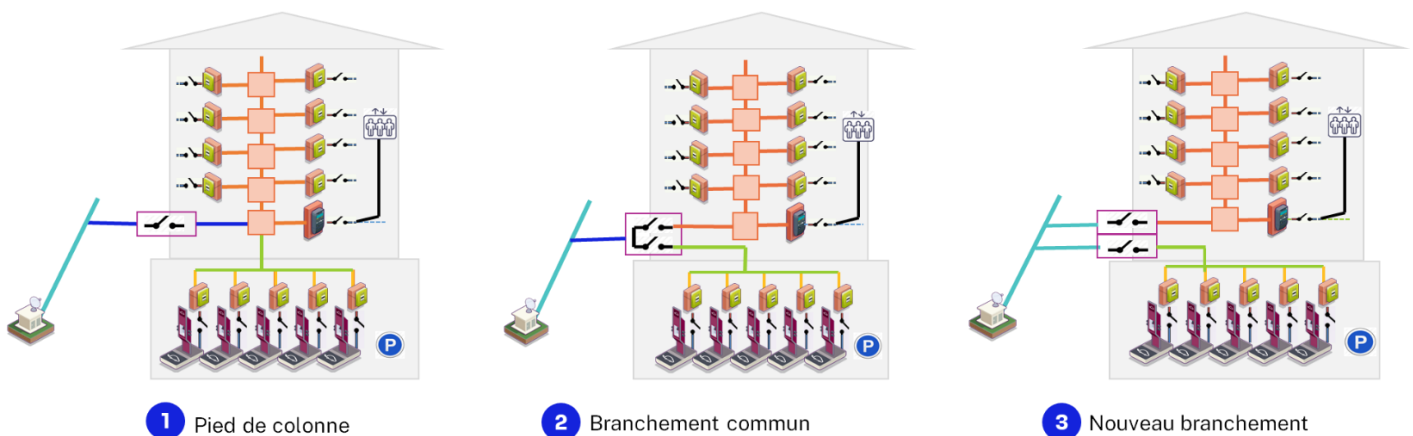 P
P
P
1 Pied de colonne
2 Branchement commun
3 Nouveau branchement